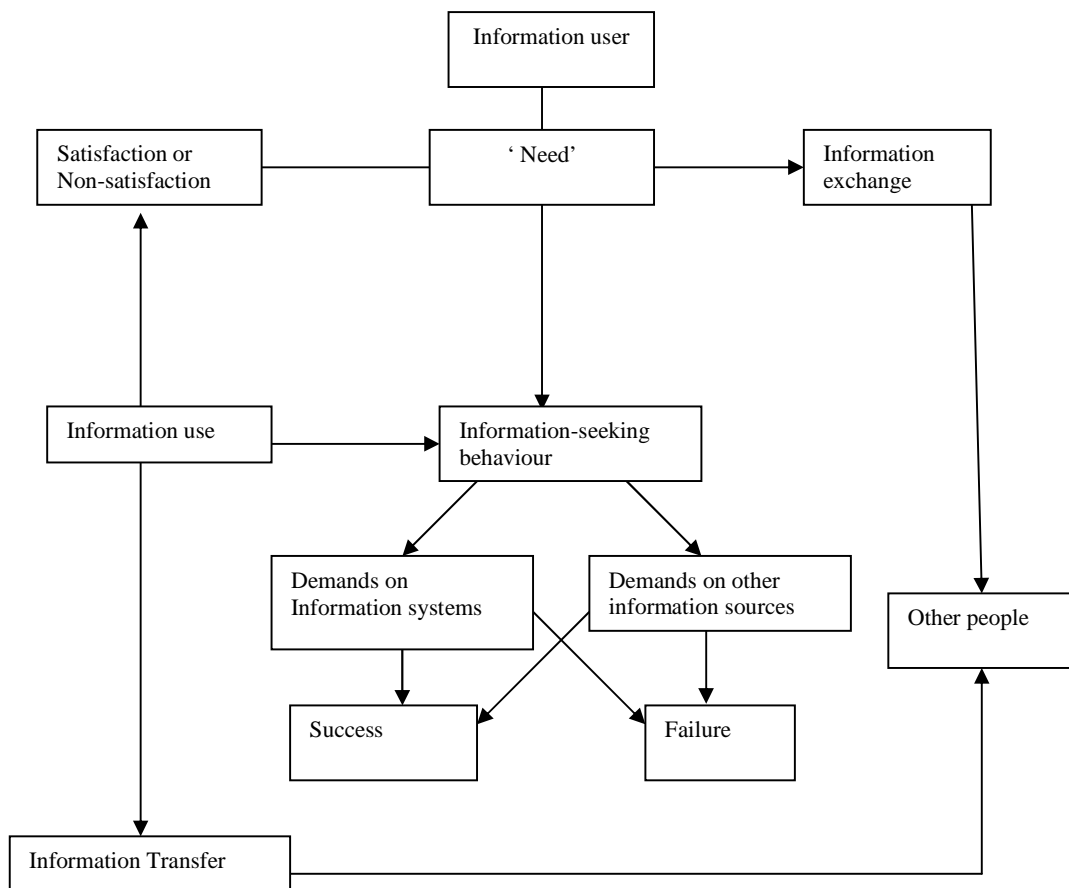 Information user
Satisfaction or
Non-satisfaction
‘ Need’
Information
exchange
Information use
Information-seeking
behaviour
Demands on
Information systems
Demands on other
information sources
Other people
Success
Failure
Information Transfer